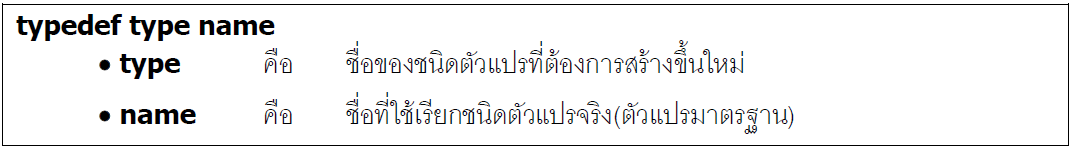 typedef type name
• type คือ ชื่อของชนิดตัวแปรที่ต้องการสร้างขึ้นใหม่
• name คือ ชื่อที่ใช้เรียกชนิดตัวแปรจริง(ตัวแปรมาตรฐาน)